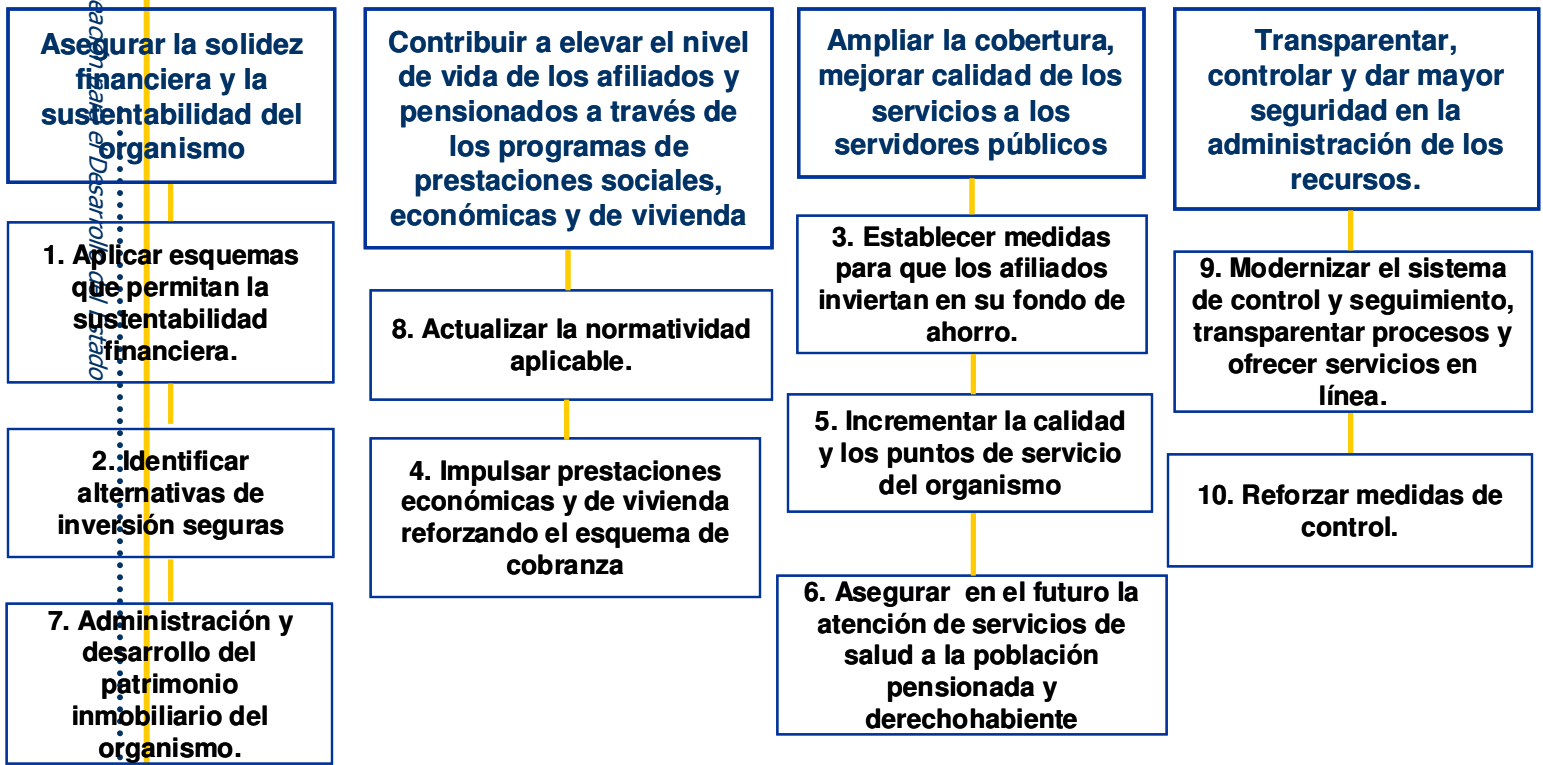 Asegurar la solidez
financiera y la
sustentabilidad del
organismo
1. Aplicar esquemas
que permitan la
sustentabilidad
financiera.
2. Identificar
alternativas de
inversión seguras
7. Administración y
desarrollo del
patrimonio
inmobiliario del
organismo.
Contribuir a elevar el nivel
de vida de los afiliados y
pensionados a través de
los programas de
prestaciones sociales,
económicas y de vivienda
8. Actualizar la normatividad
aplicable.
4. Impulsar prestaciones
económicas y de vivienda
reforzando el esquema de
cobranza
Ampliar la cobertura,
mejorar calidad de los
servicios a los
servidores públicos
3. Establecer medidas
para que los afiliados
inviertan en su fondo de
ahorro.
5. Incrementar la calidad
y los puntos de servicio
del organismo
6. Asegurar  en el futuro la
atención de servicios de
salud a la población
pensionada y
derechohabiente
Transparentar,
controlar y dar mayor
seguridad en la
administración de los
recursos.
9. Modernizar el sistema
de control y seguimiento,
transparentar procesos y
ofrecer servicios en
línea.
10. Reforzar medidas de
control.
para el Desarrollo del Estado